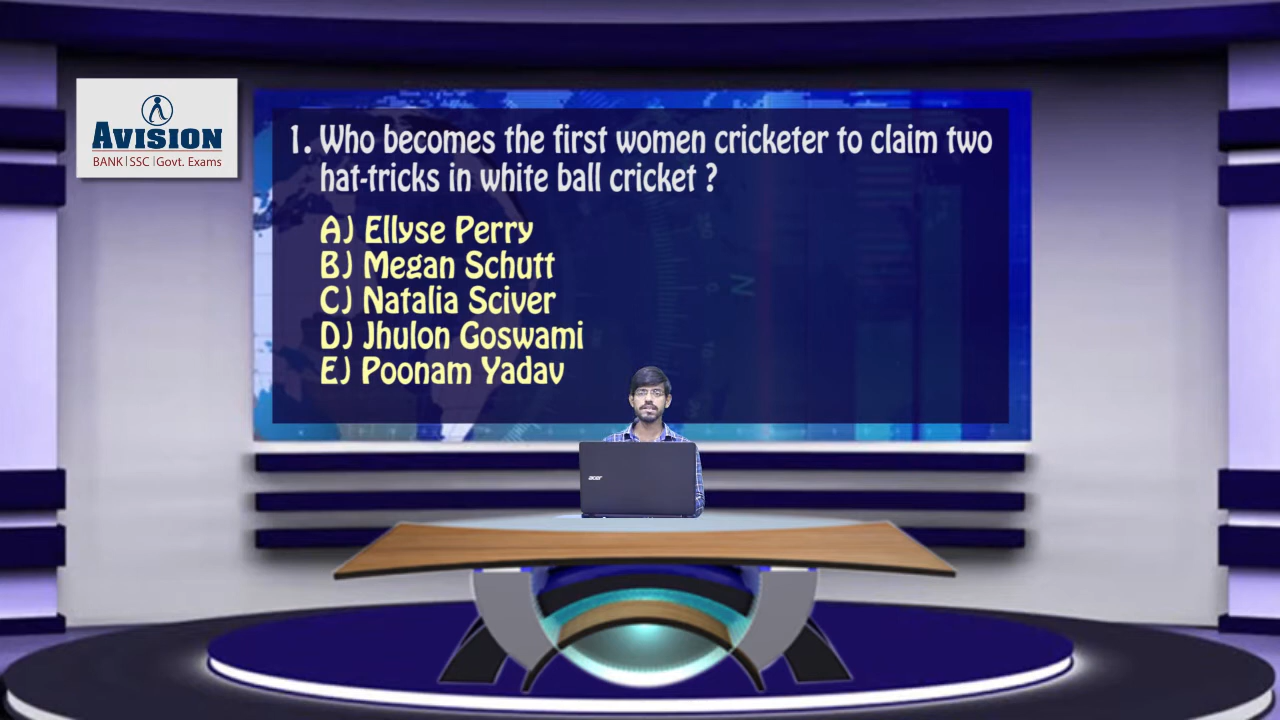 AVISION
BANK|SSC|Govt. Exams
1. Who becomes the first women cricketer to claim two
hat-tricks in white ball cricket ?
A) Ellyse Perry
B) Megan Schutt
C) Natalia Sciver
D) Jhulon Goswami
E) Poonam Yadav
acer
N